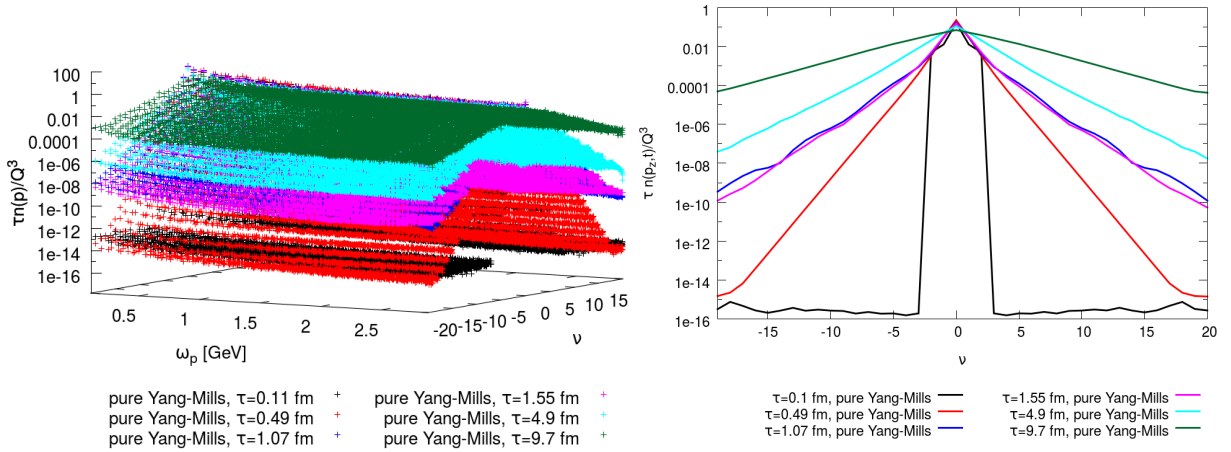 100
1
0.01
0.0001
1e-06
1e-08
1e-10
1e-12
1e-14
1e-16
τn(p)/Q³
0.5
1
1.5
2
2.5
ωₚ [GeV]
-20
-15
-10
-5
0
5
10
15
ν
pure Yang-Mills, τ=0.11 fm
pure Yang-Mills, τ=0.49 fm
pure Yang-Mills, τ=1.07 fm
pure Yang-Mills, τ=1.55 fm
pure Yang-Mills, τ=4.9 fm
pure Yang-Mills, τ=9.7 fm
1
0.01
0.0001
1e-06
1e-08
1e-10
1e-12
1e-14
1e-16
τ n(p_z,t)/Q³
-15
-10
-5
0
5
10
15
20
ν
τ=0.1 fm, pure Yang-Mills
τ=0.49 fm, pure Yang-Mills
τ=1.07 fm, pure Yang-Mills
τ=1.55 fm, pure Yang-Mills
τ=4.9 fm, pure Yang-Mills
τ=9.7 fm, pure Yang-Mills